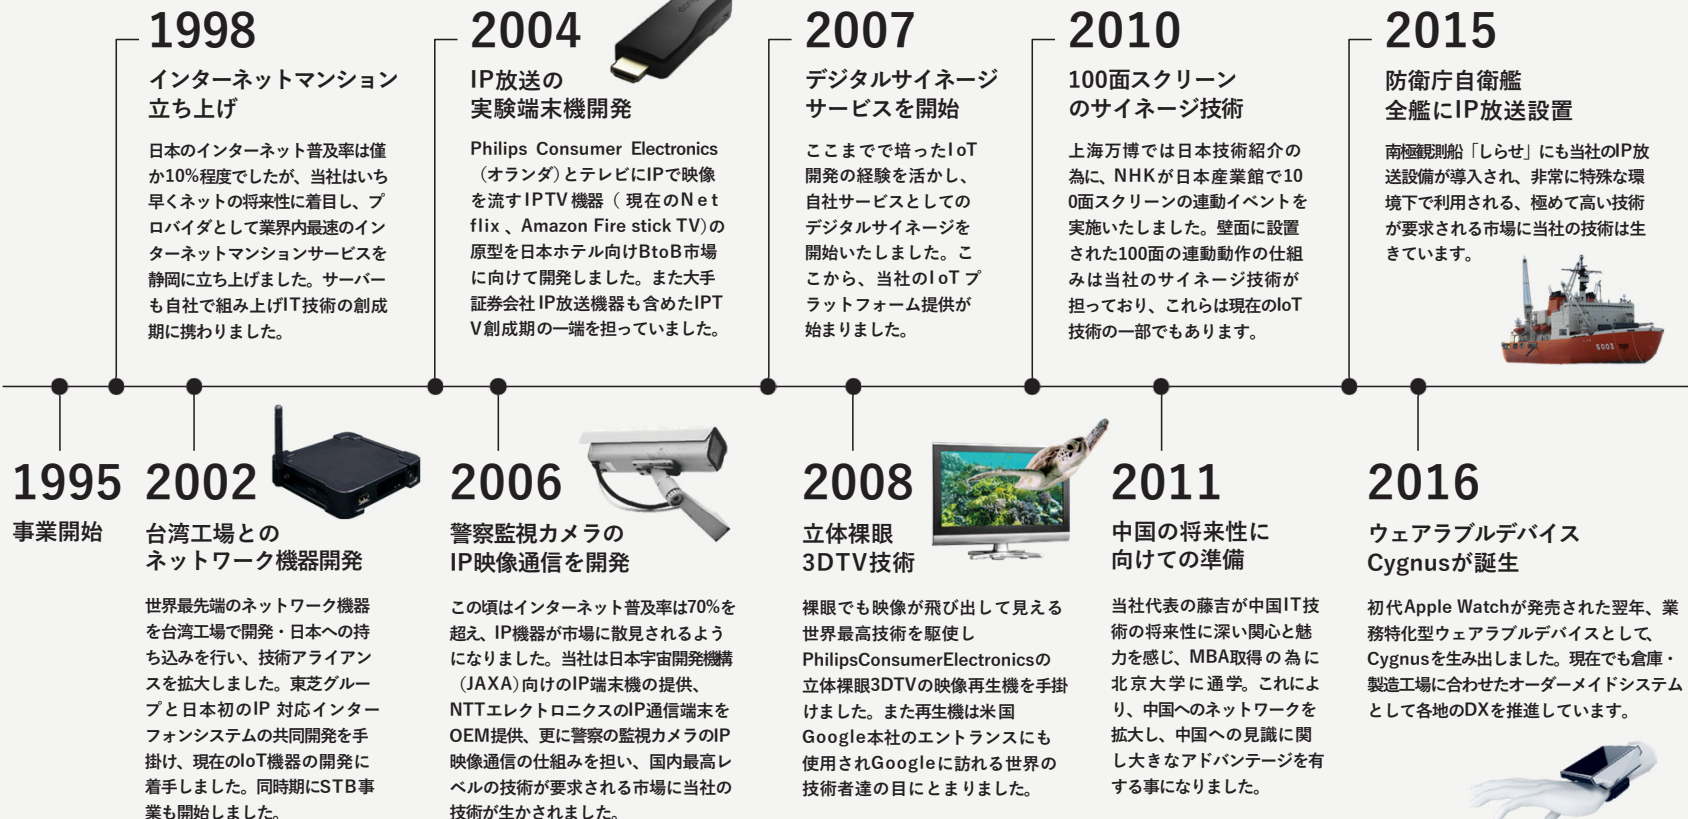 1998
インターネットマンション
立ち上げ
日本のインターネット普及率は僅
か10%程度でしたが、当社はいち
早くネットの将来性に着目し、プ
ロバイダとして業界内最速のイン
ターネットマンションサービスを
静岡に立ち上げました。サーバー
も自社で組み上げIT技術の創成
期に携わりました。
2004
IP放送の
実験端末機開発
Philips Consumer Electronics
（オランダ）とテレビにIPで映像
を流すIPTV機器（ 現在のNet
flix 、Amazon Fire stick TV)の
原型を日本ホテル向けBtoB市場
に向けて開発しました。また大手
証券会社IP放送機器も含めたIPT
V創成期の一端を担っていました。
2007
デジタルサイネージ
サービスを開始
ここまでで培ったIoT
開発の経験を活かし、
自社サービスとしての
デジタルサイネージを
開始いたしました。こ
こから、当社のIoTプ
ラットフォーム提供が
始まりました。
2010
100面スクリーン
のサイネージ技術
上海万博では日本技術紹介の
為に、NHKが日本産業館で10
0面スクリーンの連動イベントを
実施いたしました。壁面に設置
された100面の連動動作の仕組
みは当社のサイネージ技術が
担っており、これらは現在のIoT
技術の一部でもあります。
2015
防衛庁自衛艦
全艦にIP放送設置
南極観測船「しらせ」にも当社のIP放
送設備が導入され、非常に特殊な環
境下で利用される、極めて高い技術
が要求される市場に当社の技術は生
きています。
5003
1995
事業開始
2002
台湾工場との
ネットワーク機器開発
世界最先端のネットワーク機器
を台湾工場で開発・日本への持
ち込みを行い、技術アライアン
スを拡大しました。東芝グルー
プと日本初のIP 対応インター
フォンシステムの共同開発を手
掛け、現在のIoT機器の開発に
着手しました。同時期にSTB事
業も開始しました。
2006
警察監視カメラの
IP映像通信を開発
この頃はインターネット普及率は70%を
超え、IP機器が市場に散見されるよう
になりました。当社は日本宇宙開発機構
（JAXA）向けのIP端末機の提供、
NTTエレクトロニクスのIP通信端末を
OEM提供、更に警察の監視カメラのIP
映像通信の仕組みを担い、国内最高レ
ベルの技術が要求される市場に当社の
技術が生かされました。
2008
立体裸眼
3DTV技術
裸眼でも映像が飛び出して見える
世界最高技術を駆使し
PhilipsConsumerElectronicsの
立体裸眼3DTVの映像再生機を手掛
けました。また再生機は米国
Google本社のエントランスにも
使用されGoogleに訪れる世界の
技術者達の目にとまりました。
2011
中国の将来性に
向けての準備
当社代表の藤吉が中国IT技
術の将来性に深い関心と魅
力を感じ、MBA取得の為に
北京大学に通学。これによ
り、中国へのネットワークを
拡大し、中国への見識に関
し大きなアドバンテージを有
する事になりました。
2016
ウェアラブルデバイス
Cygnusが誕生
初代Apple Watchが発売された翌年、業
務特化型ウェアラブルデバイスとして、
Cygnusを生み出しました。現在でも倉庫・
製造工場に合わせたオーダーメイドシステム
として各地のDXを推進しています。